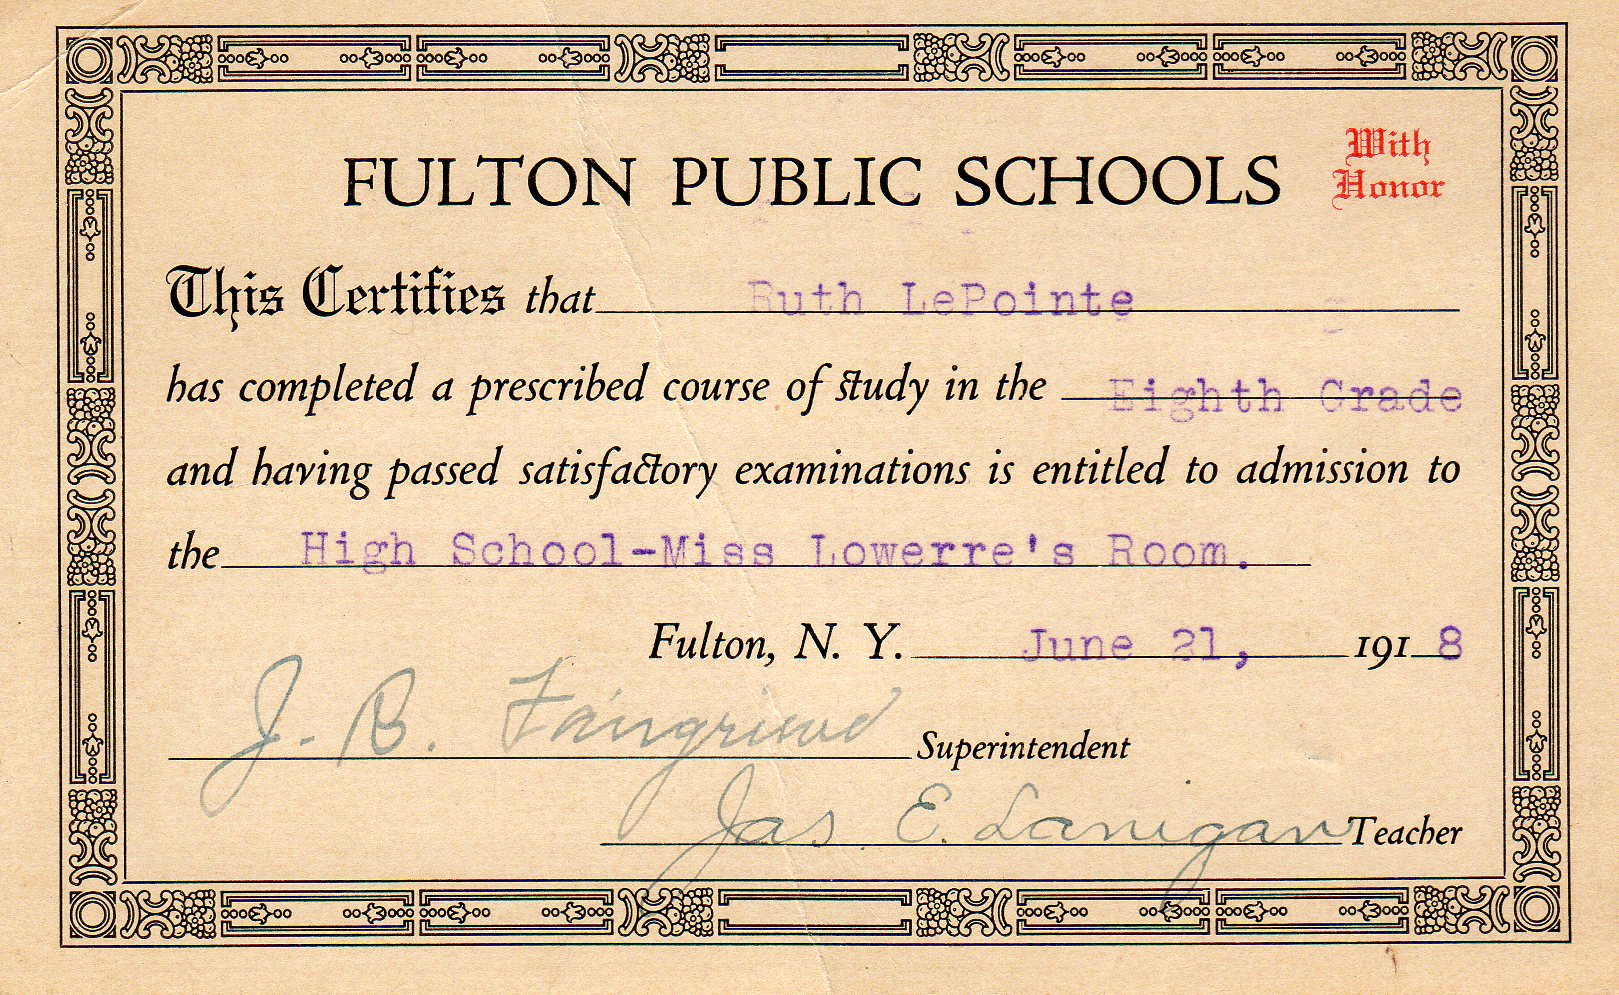 FULTON PUBLIC SCHOOLS
With
Honor
This Certifies that Ruth LePointe
has completed a prescribed course of study in the Eighth Grade
and having passed satisfactory examinations is entitled to admission to
the High School-Miss Lowerre's Room.
Fulton, N. Y. June 21, 1918
J. B. Fairgrieve Superintendent
Jas. E. Lanigan Teacher